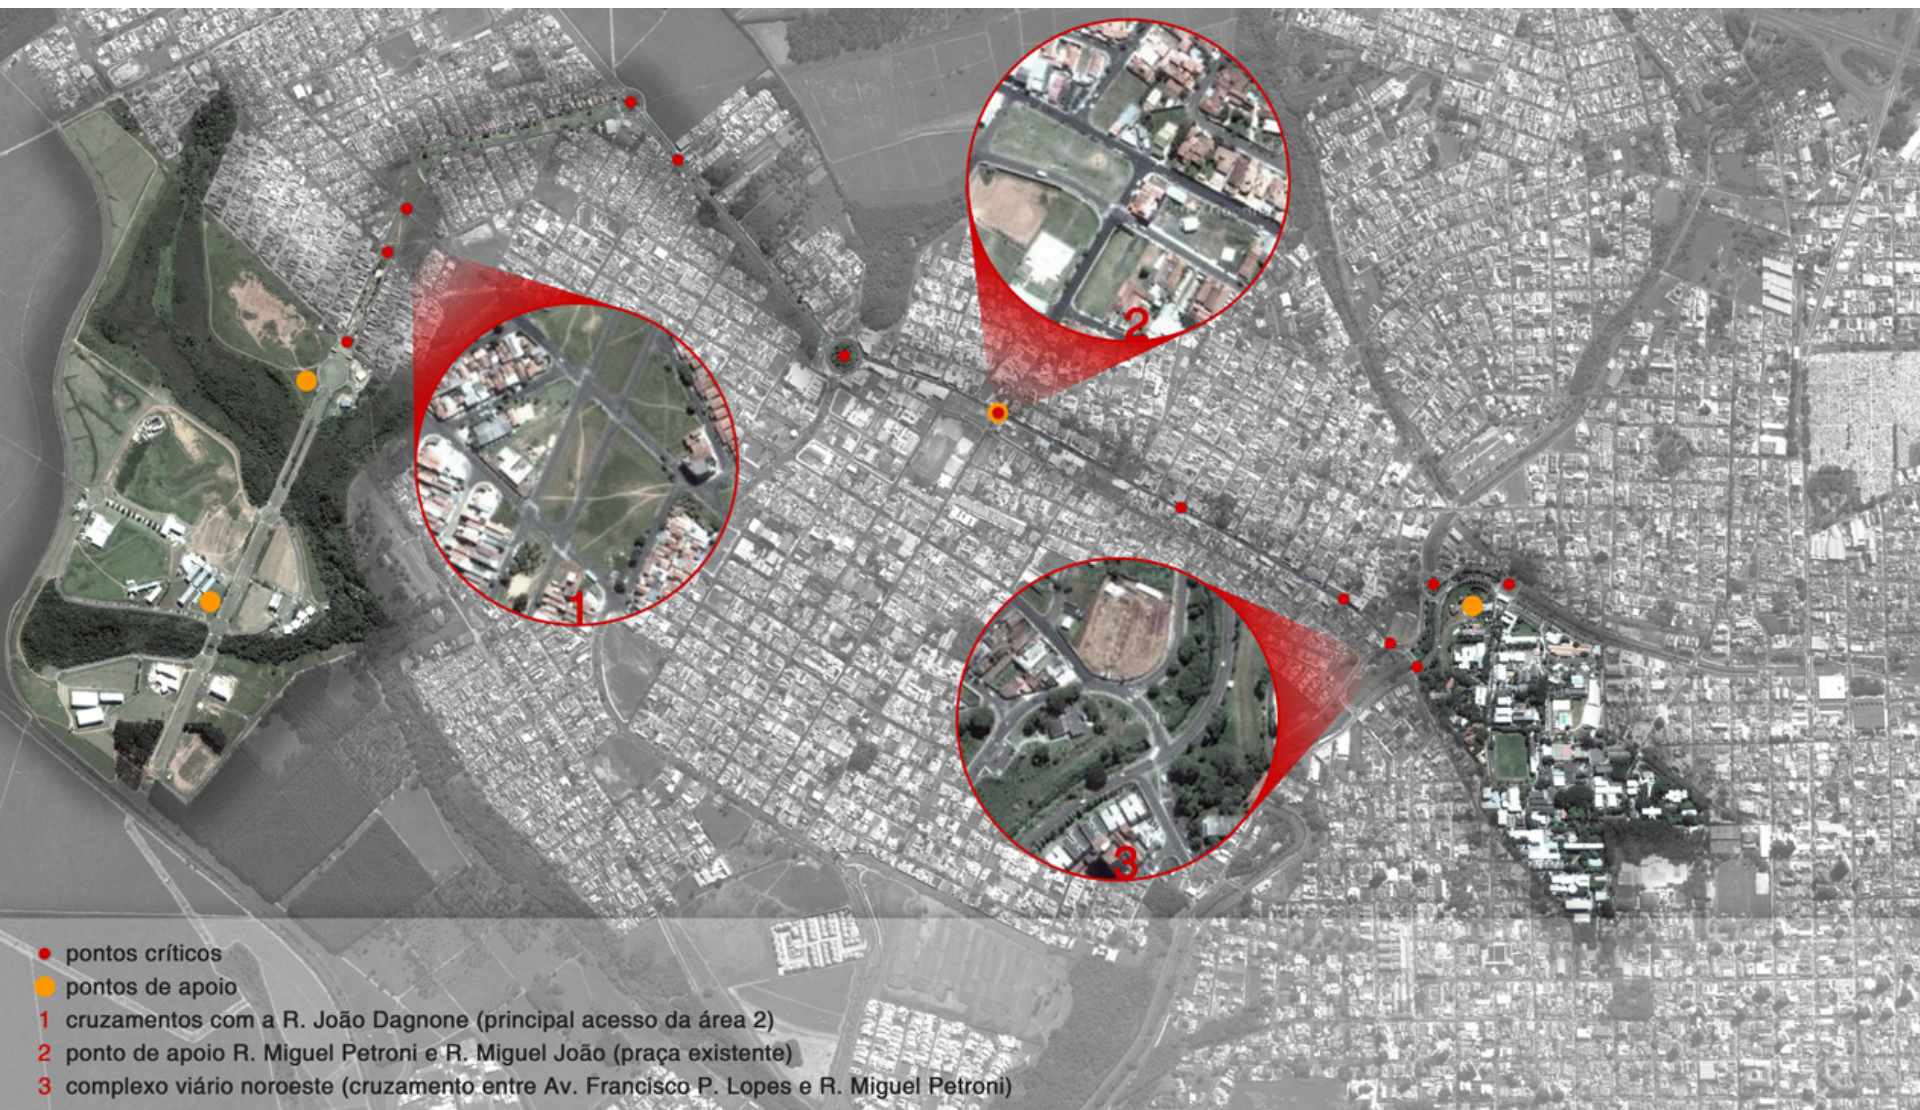 2
1
3
pontos críticos
pontos de apoio
1 cruzamentos com a R. João Dagnone (principal acesso da área 2)
2 ponto de apoio R. Miguel Petroni e R. Miguel João (praça existente)
3 complexo viário noroeste (cruzamento entre Av. Francisco P. Lopes e R. Miguel Petroni)